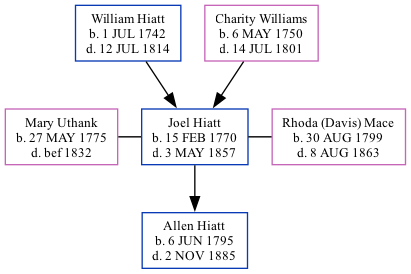 William Hiatt
b. 1 JUL 1742
d. 12 JUL 1814
Charity Williams
b. 6 MAY 1750
d. 14 JUL 1801
Mary Uthank
b. 27 MAY 1775
d. bef 1832
Joel Hiatt
b. 15 FEB 1770
d. 3 MAY 1857
Rhoda (Davis) Mace
b. 30 AUG 1799
d. 8 AUG 1863
Allen Hiatt
b. 6 JUN 1795
d. 2 NOV 1885